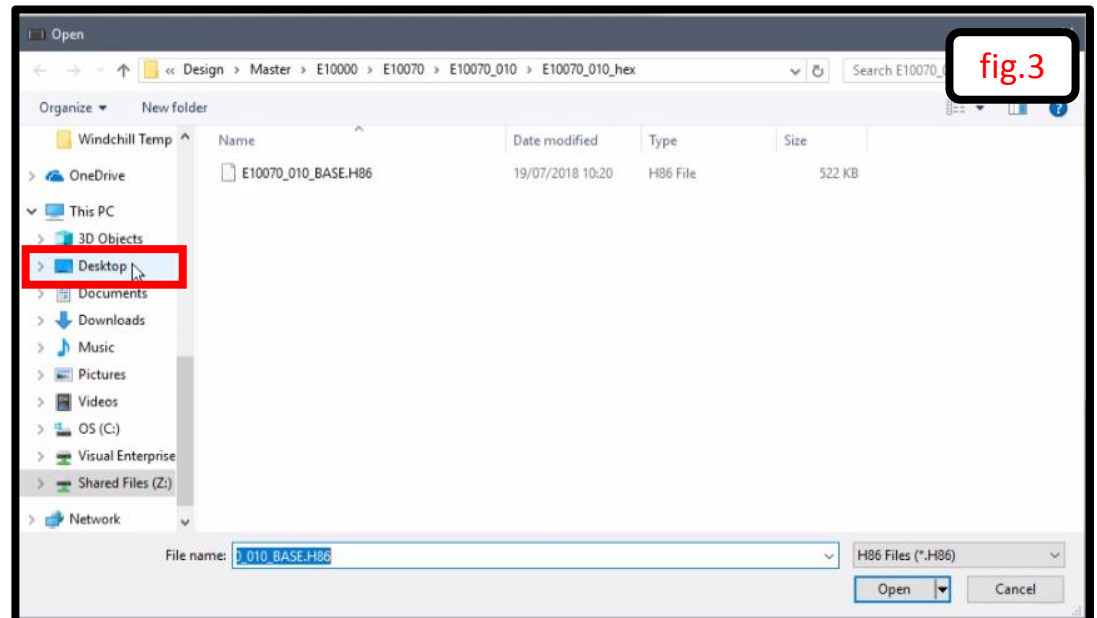 Open
fig.3
« Design > Master > E10000 > E10070 > E10070_010 > E10070_010_hex
Search E10070_
Organize
New folder
Name
Date modified
Type
Size
E10070_010_BASE.H86
19/07/2018 10:20
H86 File
522 KB
Windchill Temp
OneDrive
This PC
3D Objects
Desktop
Documents
Downloads
Music
Pictures
Videos
OS (C:)
Visual Enterprise
Shared Files (Z:)
Network
File name: 0_010_BASE.H86
H86 Files (*.H86)
Open
Cancel